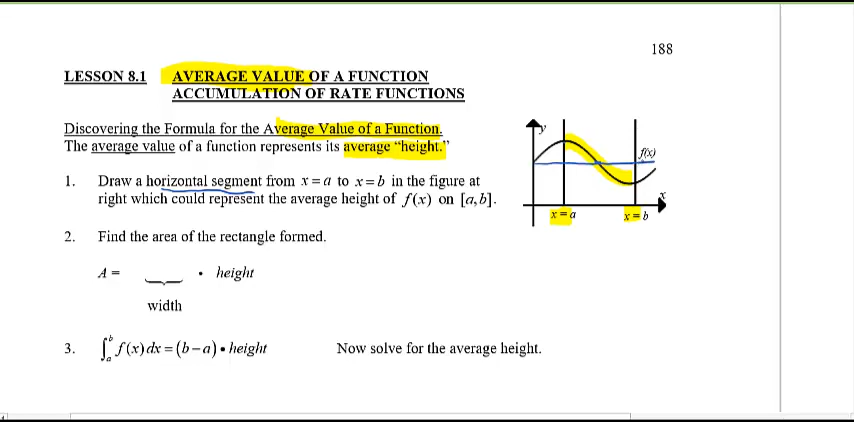 188
LESSON 8.1 AVERAGE VALUE OF A FUNCTION
ACCUMULATION OF RATE FUNCTIONS
Discovering the Formula for the Average Value of a Function.
The average value of a function represents its average “height.”
1. Draw a horizontal segment from x = a to x = b in the figure at
right which could represent the average height of f(x) on [a,b].
y
f(x)
x
x = a
x = b
2. Find the area of the rectangle formed.
A = • height
width
3. ∫_a^b f(x) dx = (b − a) • height Now solve for the average height.